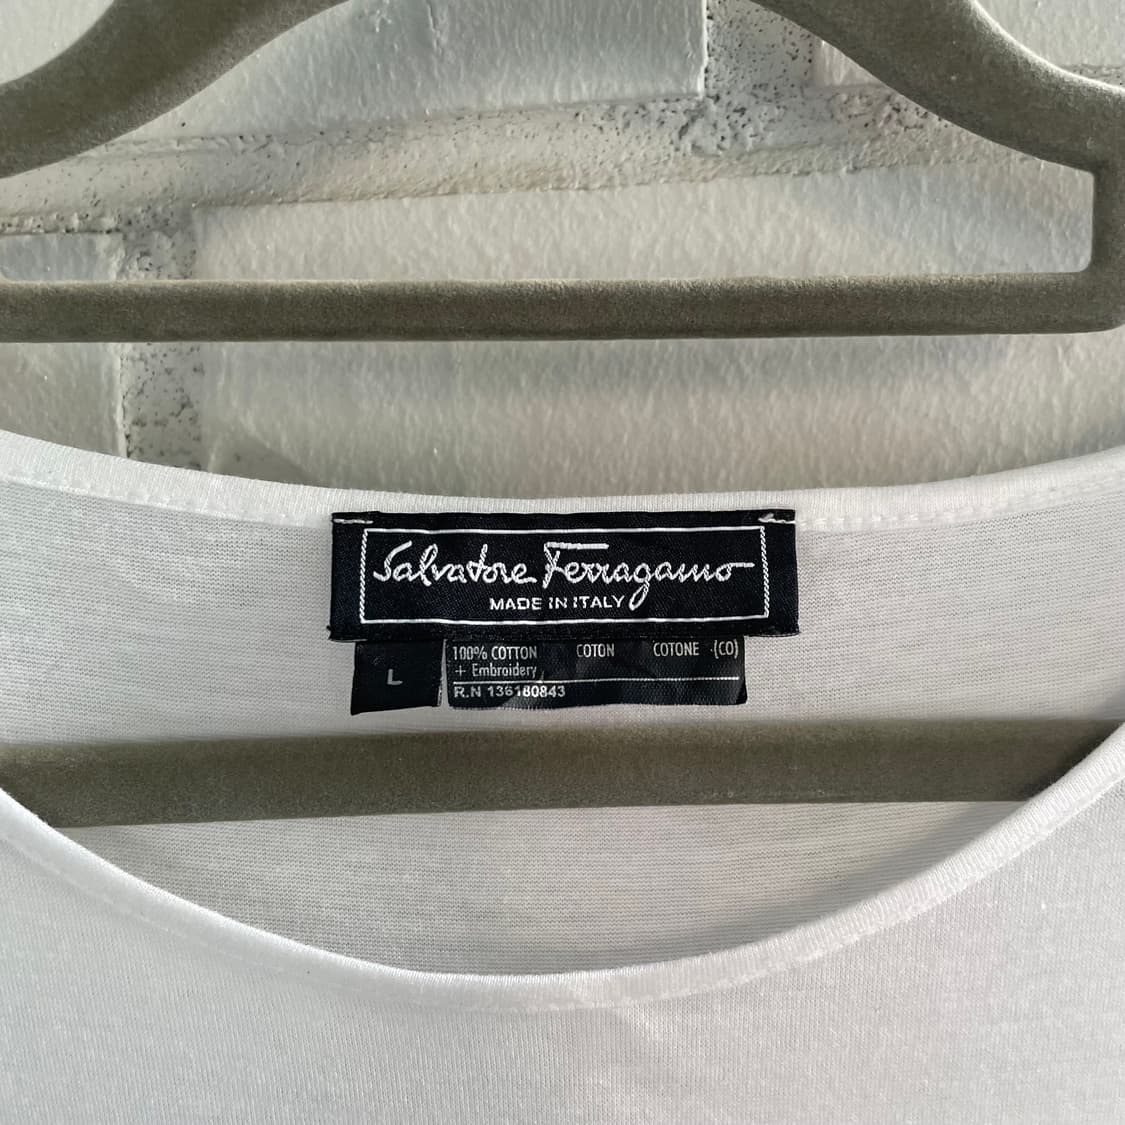 Salvatore Ferragamo
MADE IN ITALY
L
100% COTTON COTON COTONE (CO)
+ Embroidery
R.N 136180843